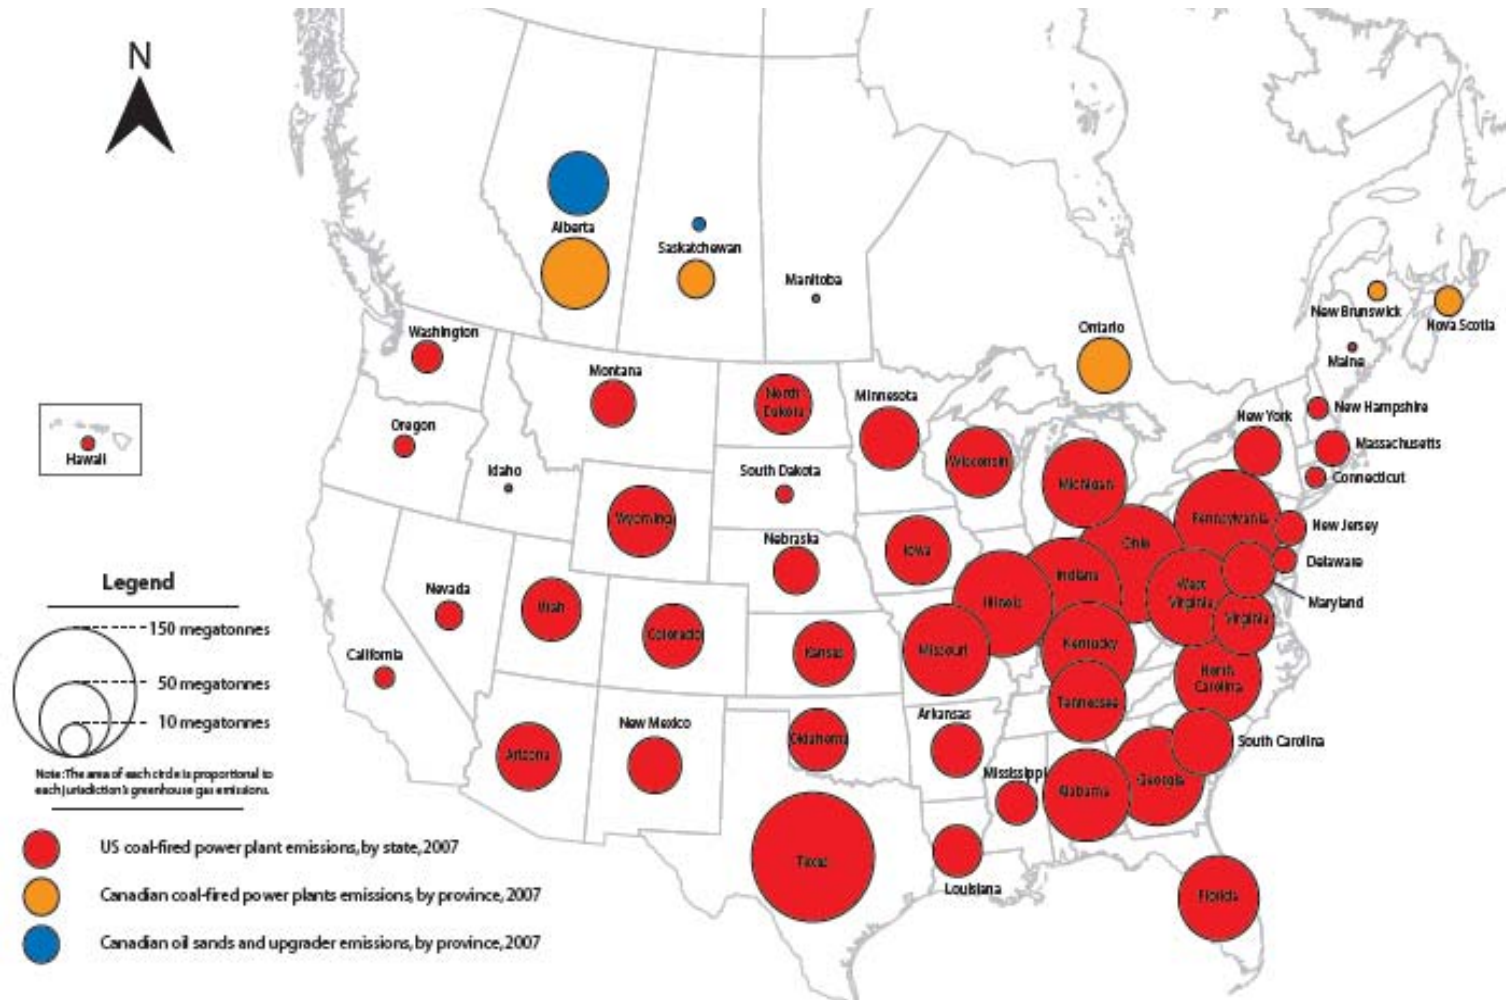 N
Alberta
Saskatchewan
Manitoba
Ontario
New Brunswick
Nova Scotia
Maine
Washington
Montana
North
Dakota
Minnesota
Oregon
Idaho
South Dakota
Wisconsin
Michigan
New York
New Hampshire
Massachusetts
Connecticut
Hawaii
Wyoming
Nebraska
Iowa
Ohio
Pennsylvania
New Jersey
Delaware
Maryland
Nevada
Utah
Colorado
Kansas
Illinois
Indiana
West
Virginia
Virginia
California
Missouri
Kentucky
North
Carolina
Arizona
New Mexico
Oklahoma
Arkansas
Tennessee
South Carolina
Mississippi
Alabama
Georgia
Texas
Louisiana
Florida
Legend
150 megatonnes
50 megatonnes
10 megatonnes
Note: The area of each circle is proportional to
each jurisdiction's greenhouse gas emissions.
US coal-fired power plant emissions, by state, 2007
Canadian coal-fired power plants emissions, by province, 2007
Canadian oil sands and upgrader emissions, by province, 2007